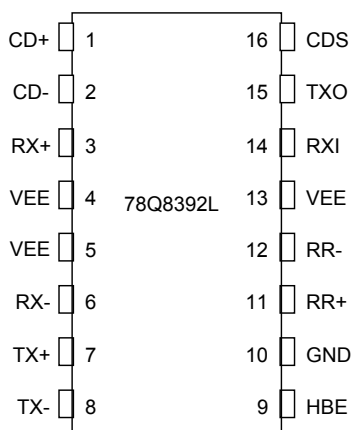 CD+ 1 16 CDS
CD- 2 15 TXO
RX+ 3 14 RXI
VEE 4 78Q8392L 13 VEE
VEE 5 12 RR-
RX- 6 11 RR+
TX+ 7 10 GND
TX- 8 9 HBE